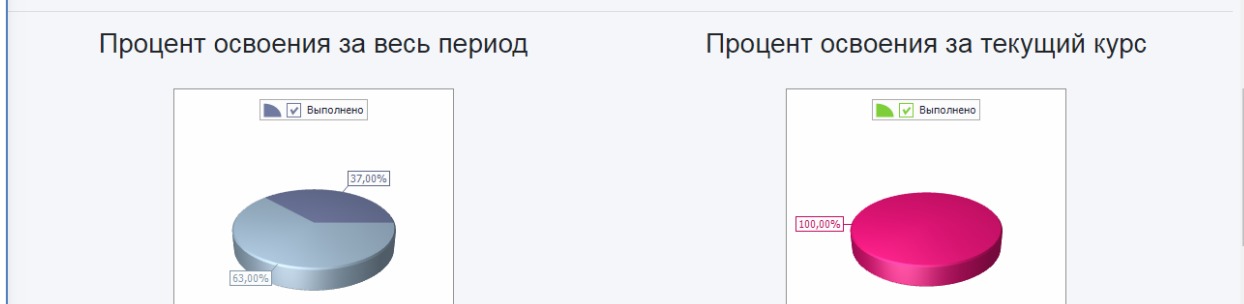 Процент освоения за весь период
Процент освоения за текущий курс
Выполнено
37,00%
63,00%
Выполнено
100,00%